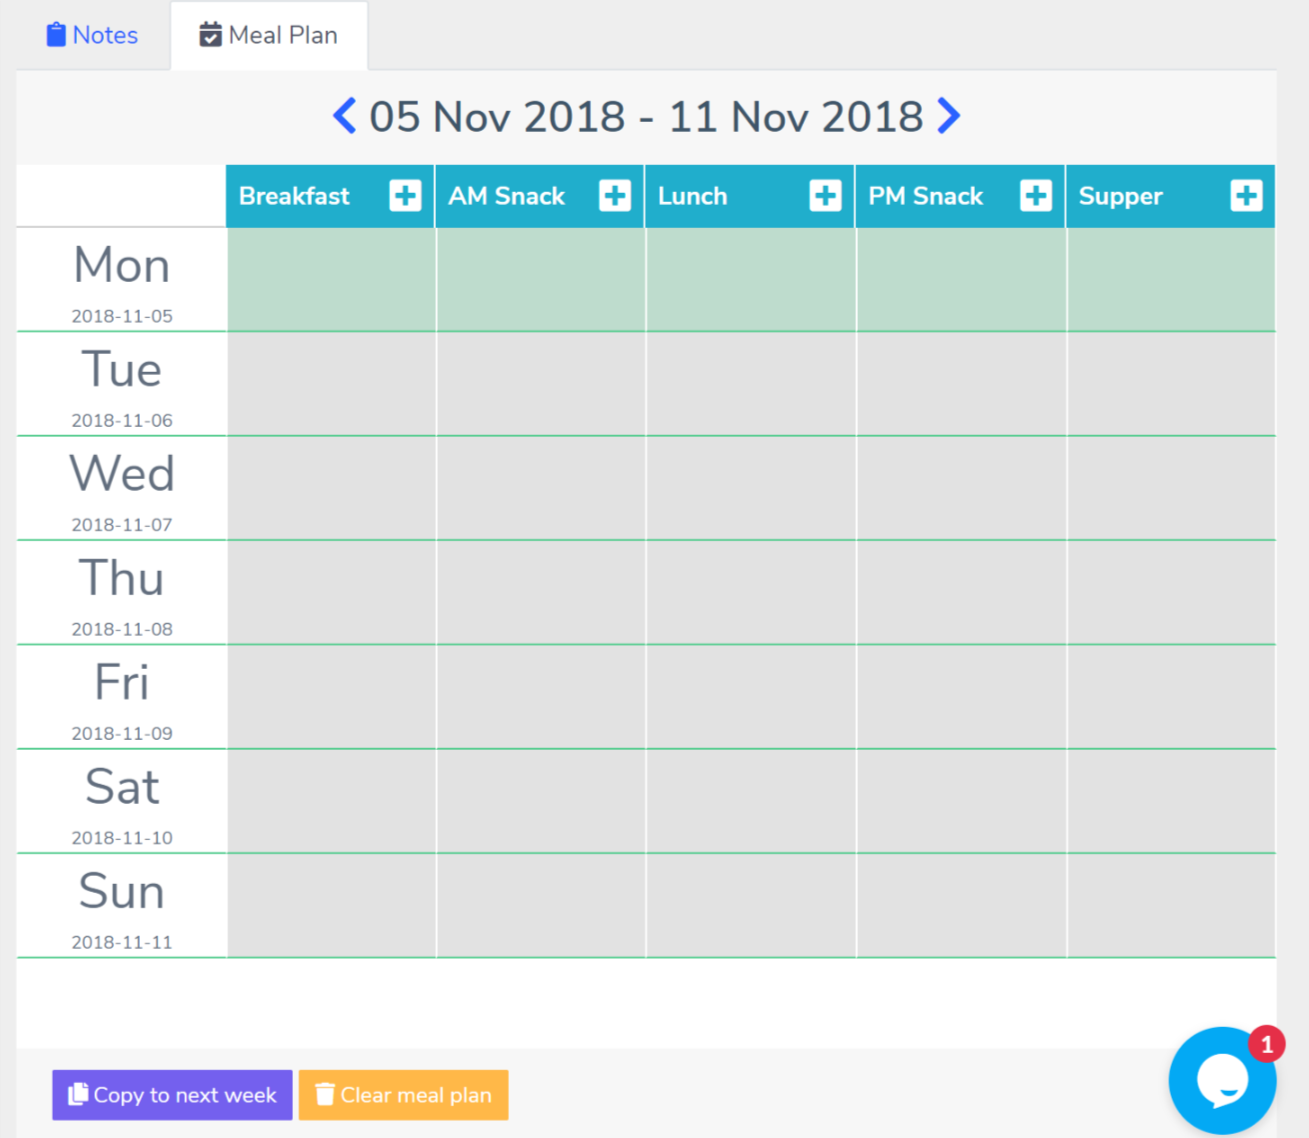 Notes Meal Plan
05 Nov 2018 - 11 Nov 2018
Breakfast AM Snack Lunch PM Snack Supper
Mon
2018-11-05
Tue
2018-11-06
Wed
2018-11-07
Thu
2018-11-08
Fri
2018-11-09
Sat
2018-11-10
Sun
2018-11-11
1
Copy to next week Clear meal plan